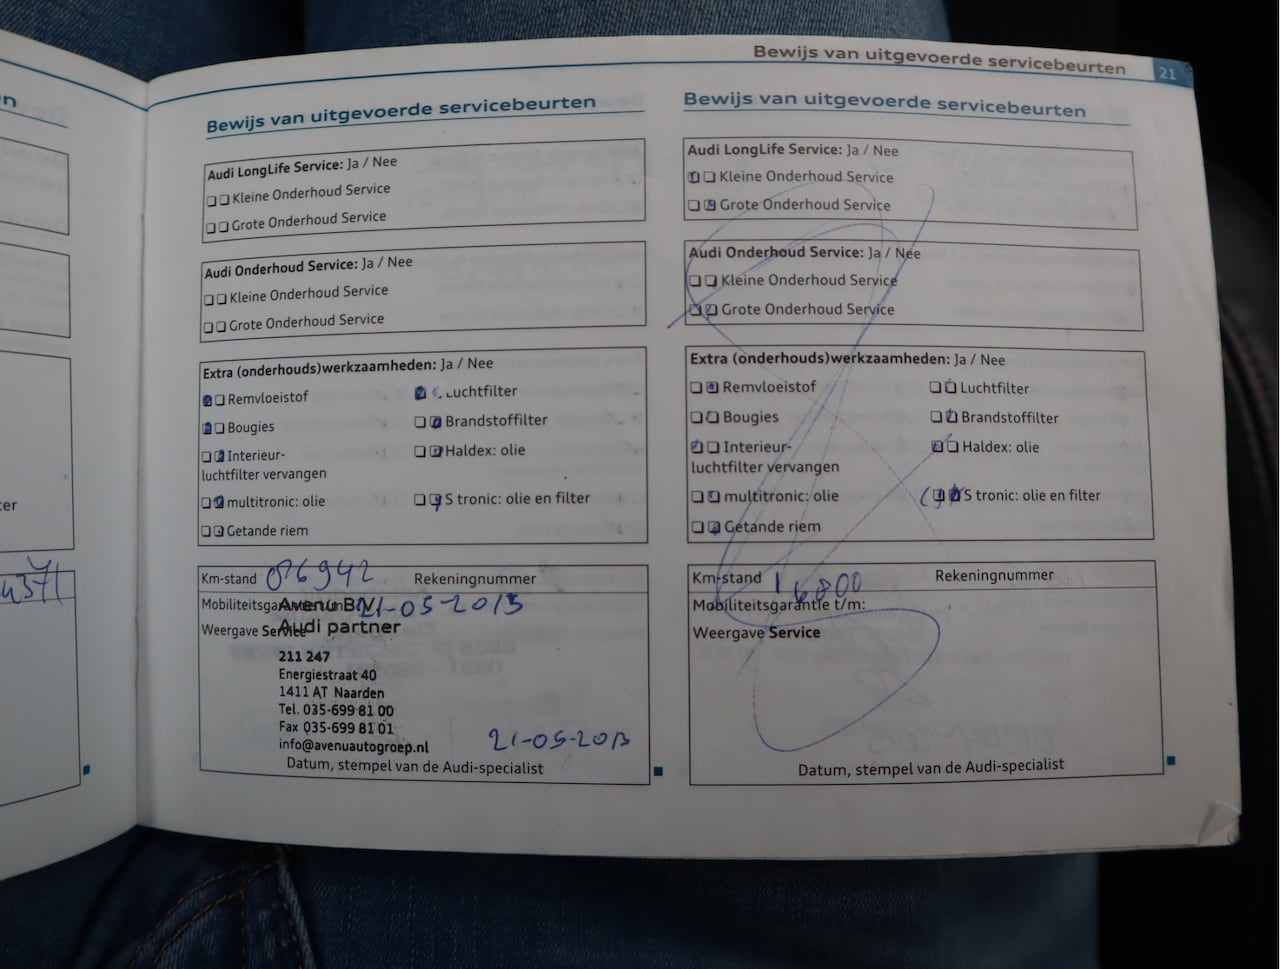 Bewijs van uitgevoerde servicebeurten 21
n
er
4371
Bewijs van uitgevoerde servicebeurten
Audi LongLife Service: Ja / Nee
Kleine Onderhoud Service
Grote Onderhoud Service
Audi Onderhoud Service: Ja / Nee
Kleine Onderhoud Service
Grote Onderhoud Service
Extra (onderhouds)werkzaamheden: Ja / Nee
Remvloeistof
Luchtfilter
Bougies
Brandstoffilter
Interieur-
luchtfilter vervangen
Haldex: olie
multitronic: olie
S tronic: olie en filter
Getande riem
Km-stand 086942 Rekeningnummer
Mobiliteitsgarantie t/m: 21-05-2015
Avenu BV
Weergave Service
Audi partner
211 247
Energiestraat 40
1411 AT Naarden
Tel. 035-699 81 00
Fax 035-699 81 01
info@avenuautogroep.nl
21-05-2013
Datum, stempel van de Audi-specialist
Bewijs van uitgevoerde servicebeurten
Audi LongLife Service: Ja / Nee
Kleine Onderhoud Service
Grote Onderhoud Service
Audi Onderhoud Service: Ja / Nee
Kleine Onderhoud Service
Grote Onderhoud Service
Extra (onderhouds)werkzaamheden: Ja / Nee
Remvloeistof
Luchtfilter
Bougies
Brandstoffilter
Interieur-
luchtfilter vervangen
Haldex: olie
multitronic: olie
S tronic: olie en filter
Getande riem
Km-stand 16800 Rekeningnummer
Mobiliteitsgarantie t/m:
Weergave Service
Datum, stempel van de Audi-specialist